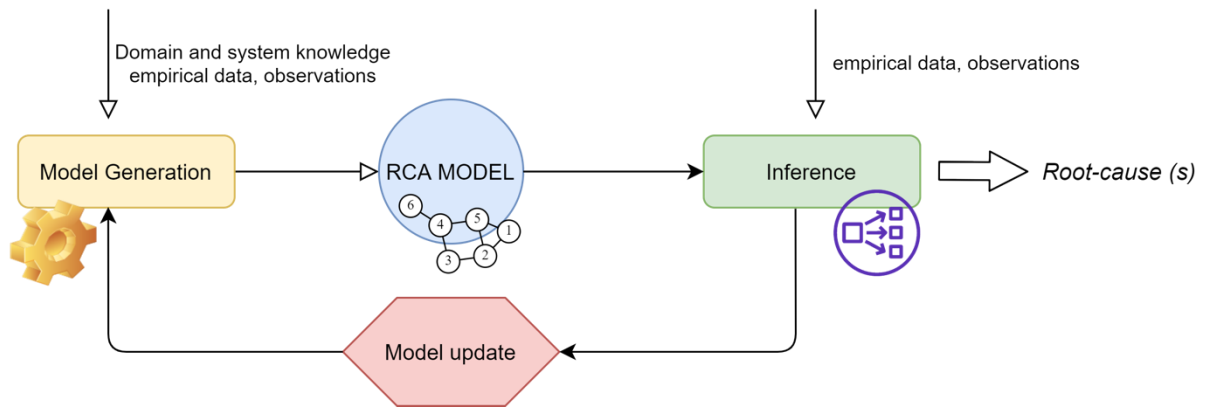 Domain and system knowledge
empirical data, observations
empirical data, observations
Model Generation
RCA MODEL
Inference
Root-cause (s)
6
4
5
1
3
2
Model update